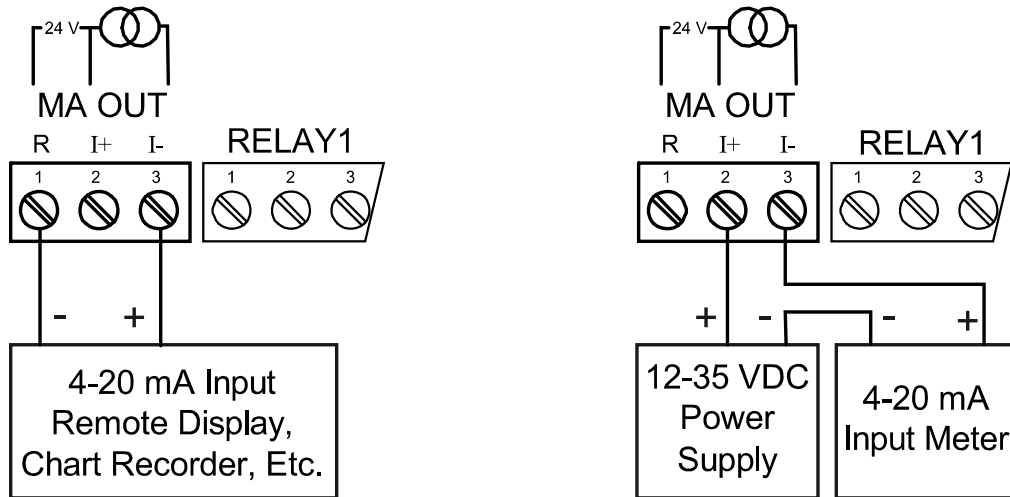 24 V
MA OUT
R I+ I-
RELAY1
1 2 3
1 2 3
- +
4-20 mA Input
Remote Display,
Chart Recorder, Etc.
24 V
MA OUT
R I+ I-
RELAY1
1 2 3
1 2 3
+ - - +
12-35 VDC
Power
Supply
4-20 mA
Input Meter